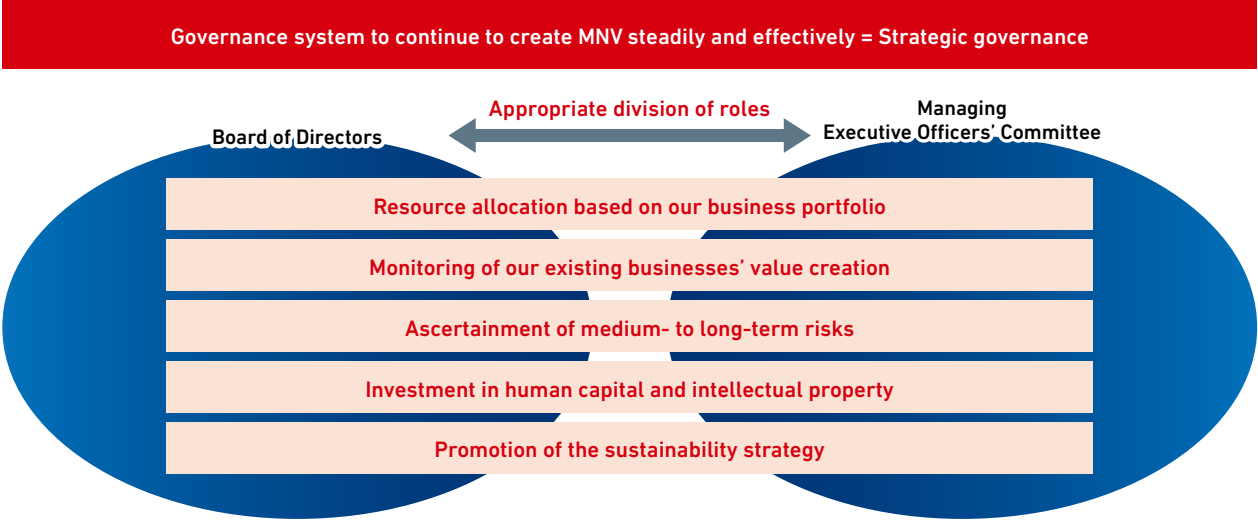 Governance system to continue to create MNV steadily and effectively = Strategic governance
Appropriate division of roles
Board of Directors
Managing
Executive Officers’ Committee
Resource allocation based on our business portfolio
Monitoring of our existing businesses’ value creation
Ascertainment of medium- to long-term risks
Investment in human capital and intellectual property
Promotion of the sustainability strategy